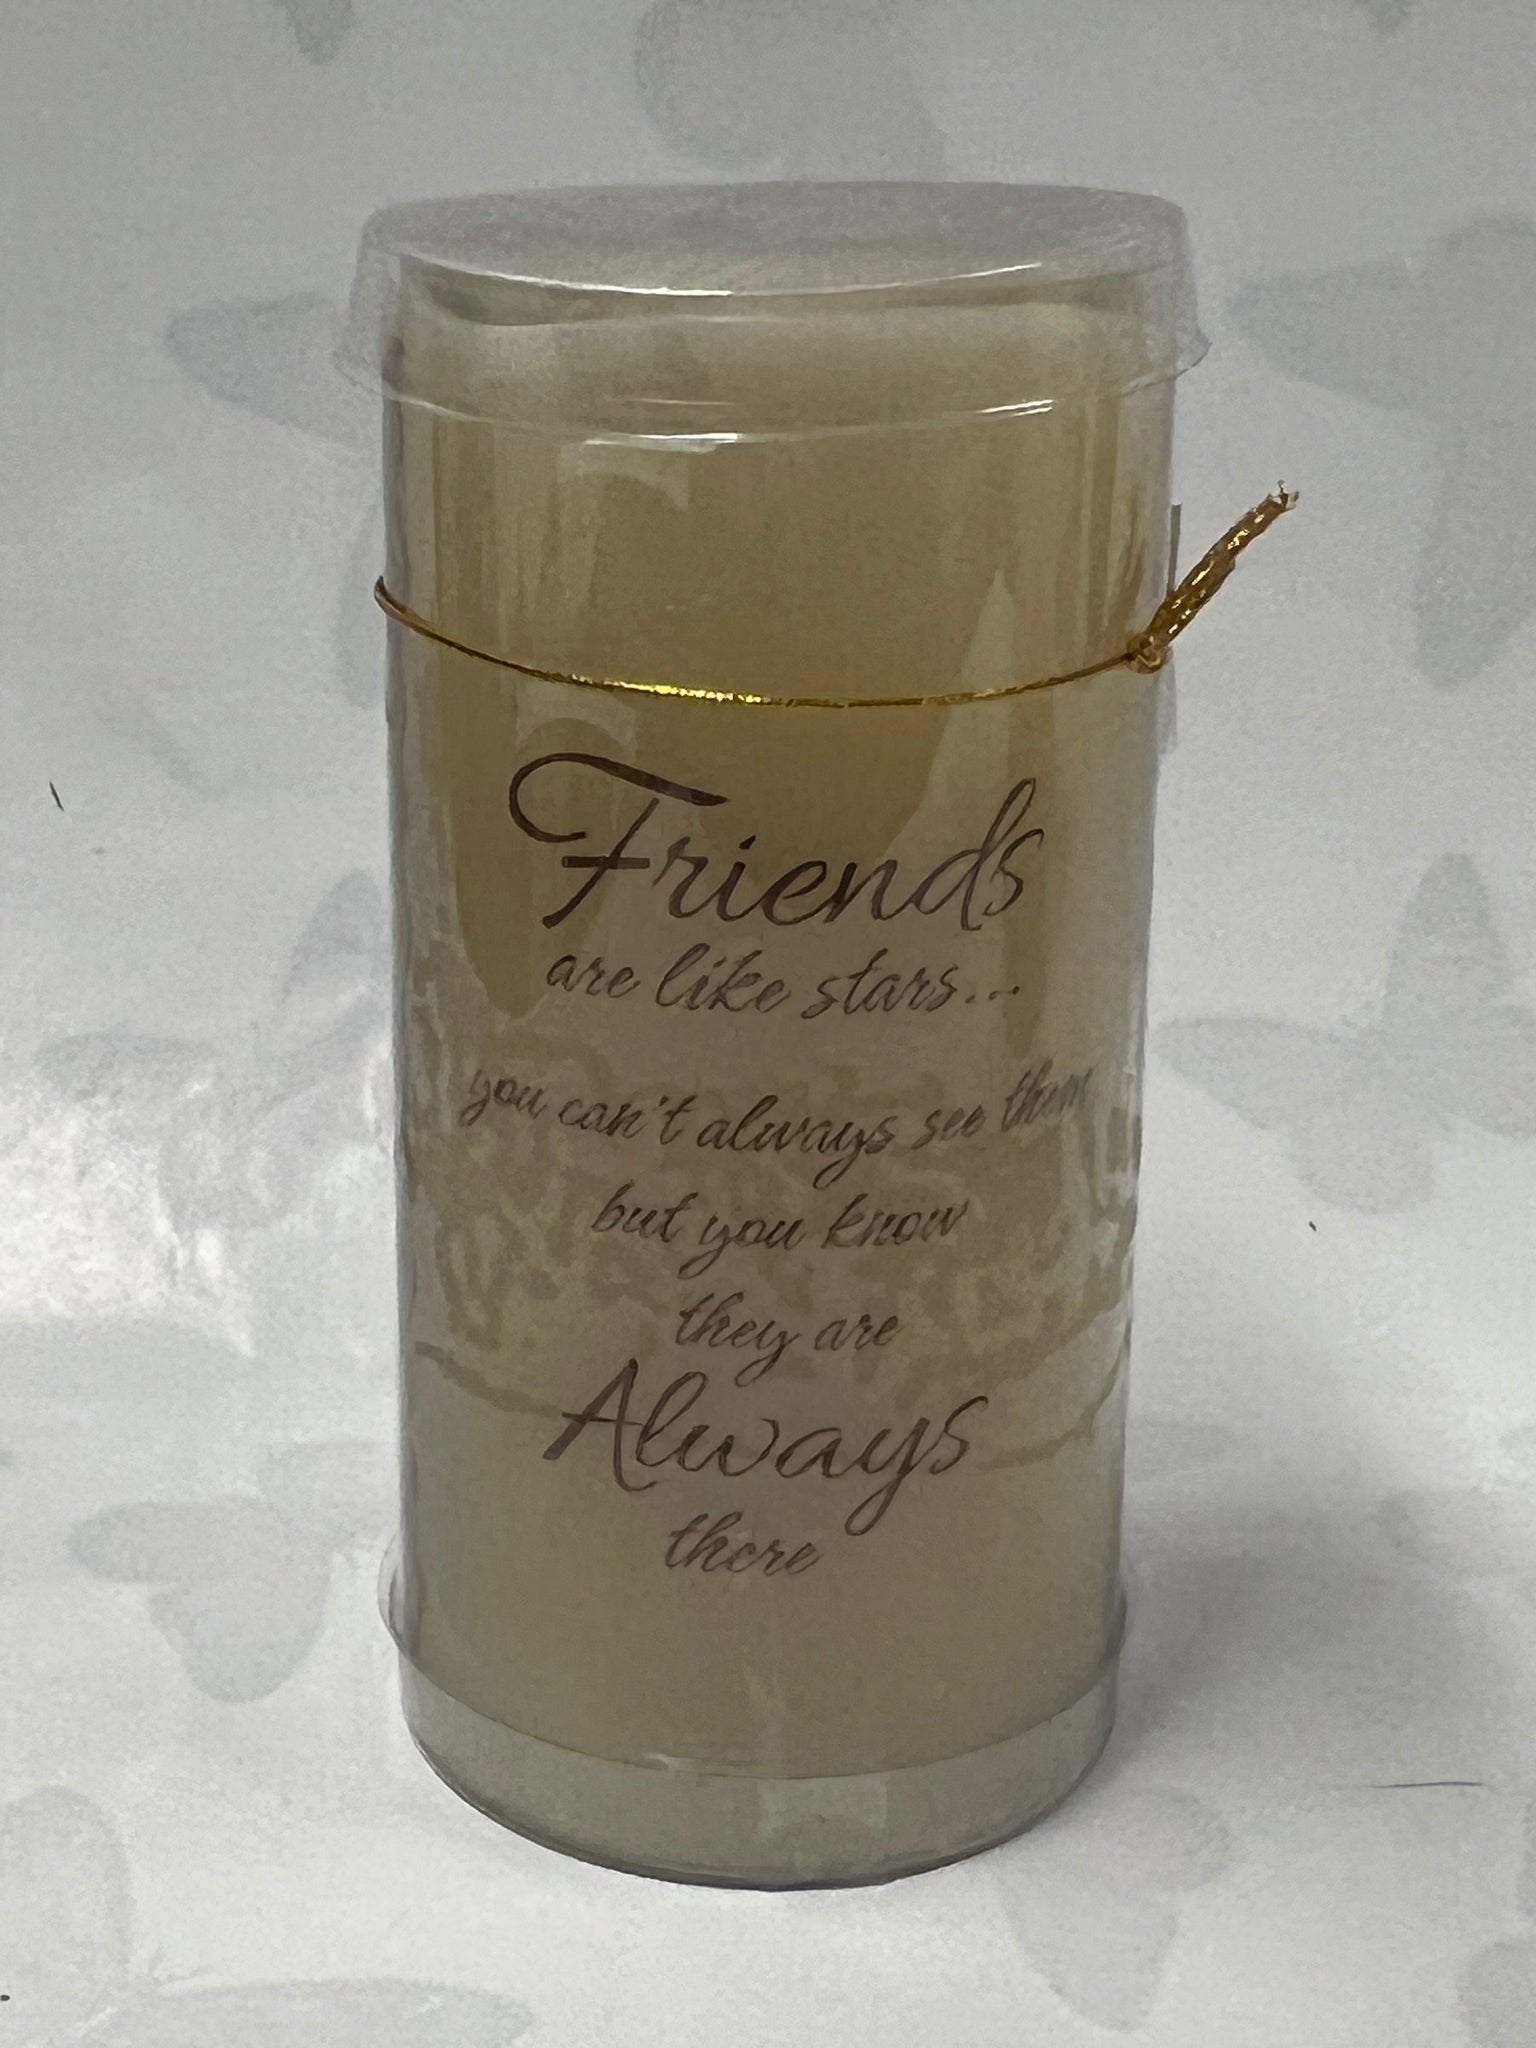 Friends
are like stars...
you can't always see them
but you know
they are
Always
there